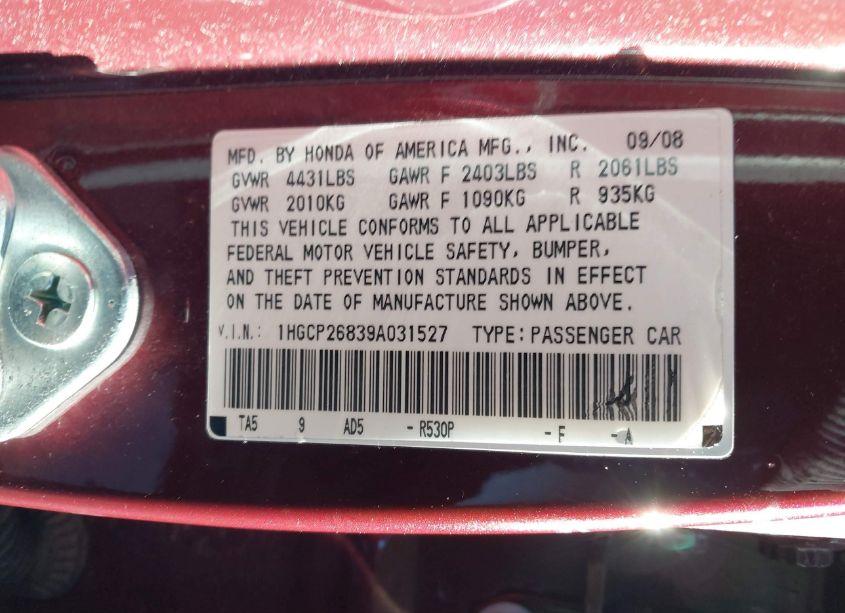 MFD. BY HONDA OF AMERICA MFG., INC. 09/08
GVWR 4431LBS GAWR F 2403LBS R 2061LBS
GVWR 2010KG GAWR F 1090KG R 935KG
THIS VEHICLE CONFORMS TO ALL APPLICABLE
FEDERAL MOTOR VEHICLE SAFETY, BUMPER,
AND THEFT PREVENTION STANDARDS IN EFFECT
ON THE DATE OF MANUFACTURE SHOWN ABOVE.
V.I.N.: 1HGCP26839A031527 TYPE: PASSENGER CAR
TA5 9 AD5 - R530P - F - A